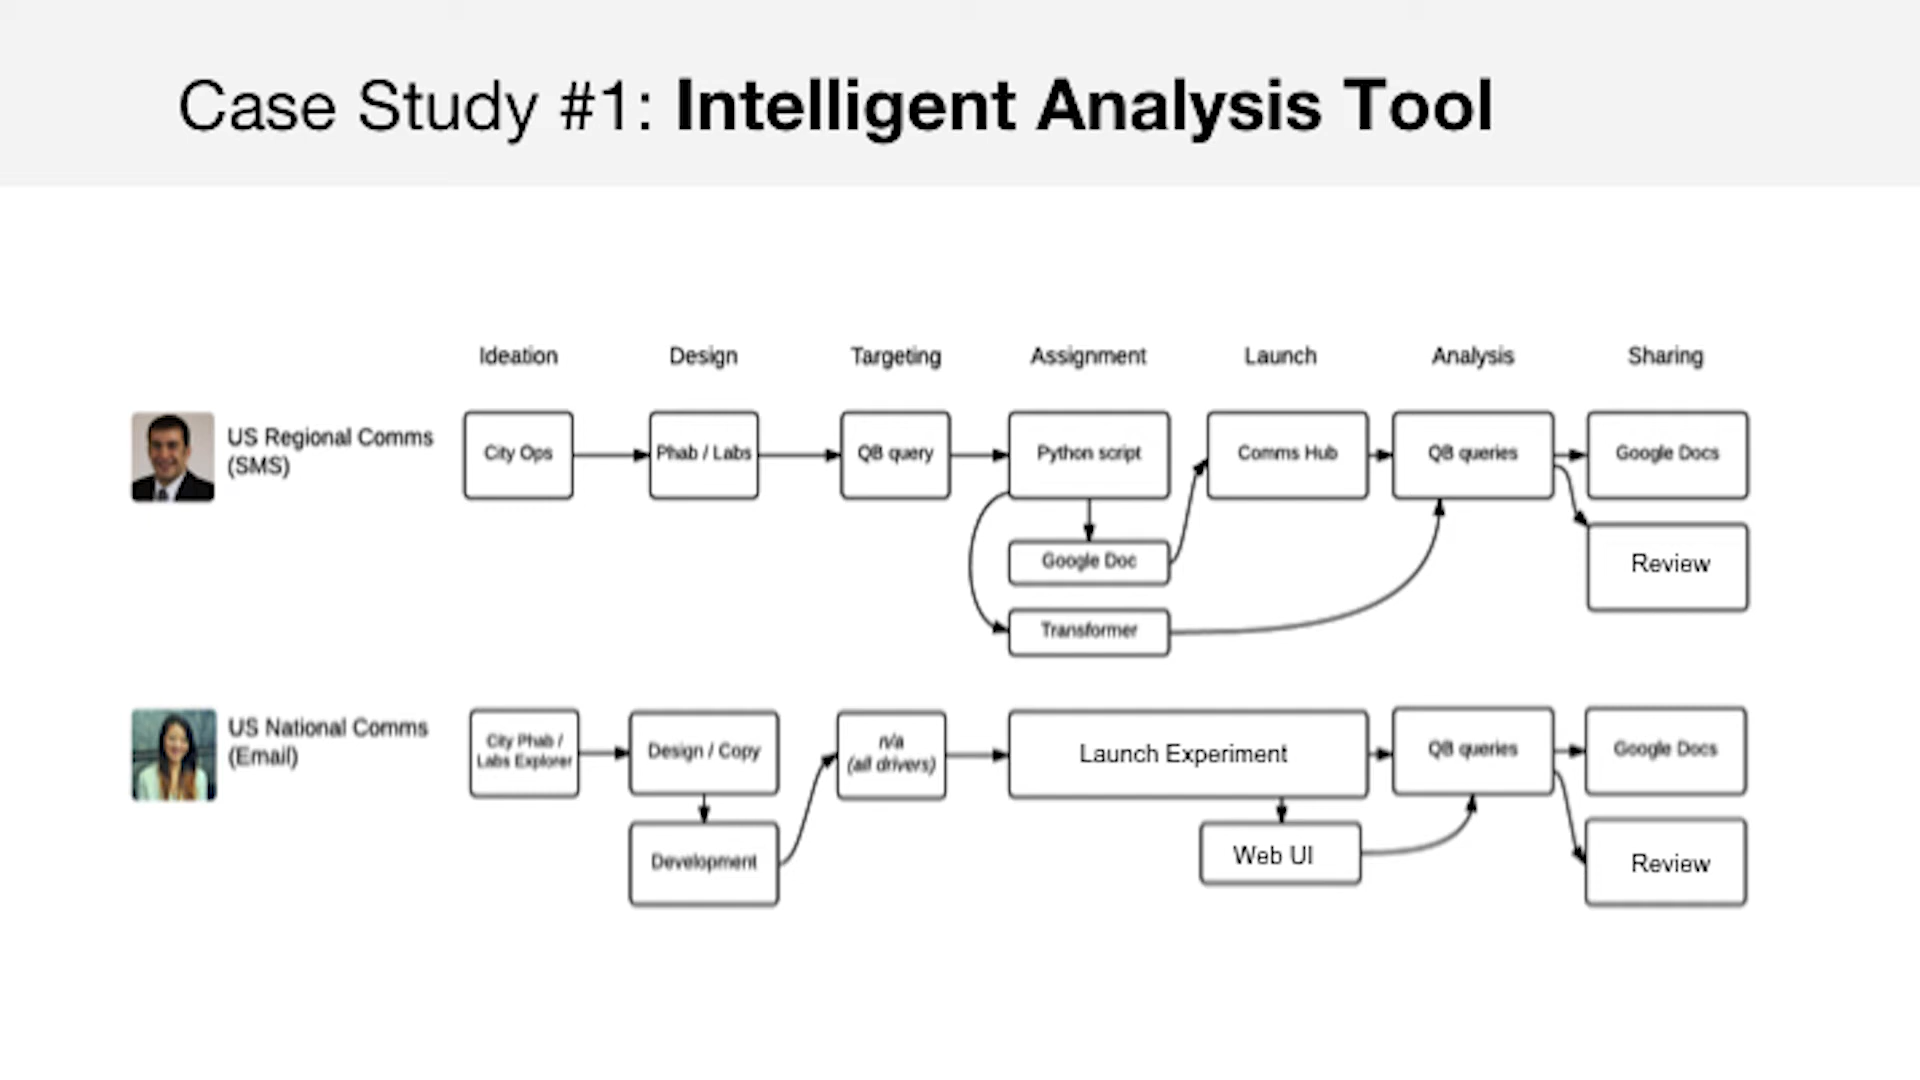 Case Study #1: Intelligent Analysis Tool
Ideation
Design
Targeting
Assignment
Launch
Analysis
Sharing
US Regional Comms
(SMS)
City Ops
Phab / Labs
QB query
Python script
Comms Hub
QB queries
Google Docs
Google Doc
Review
Transformer
US National Comms
(Email)
City Phab /
Labs Explorer
Design / Copy
n/a
(all drivers)
Launch Experiment
QB queries
Google Docs
Development
Web UI
Review